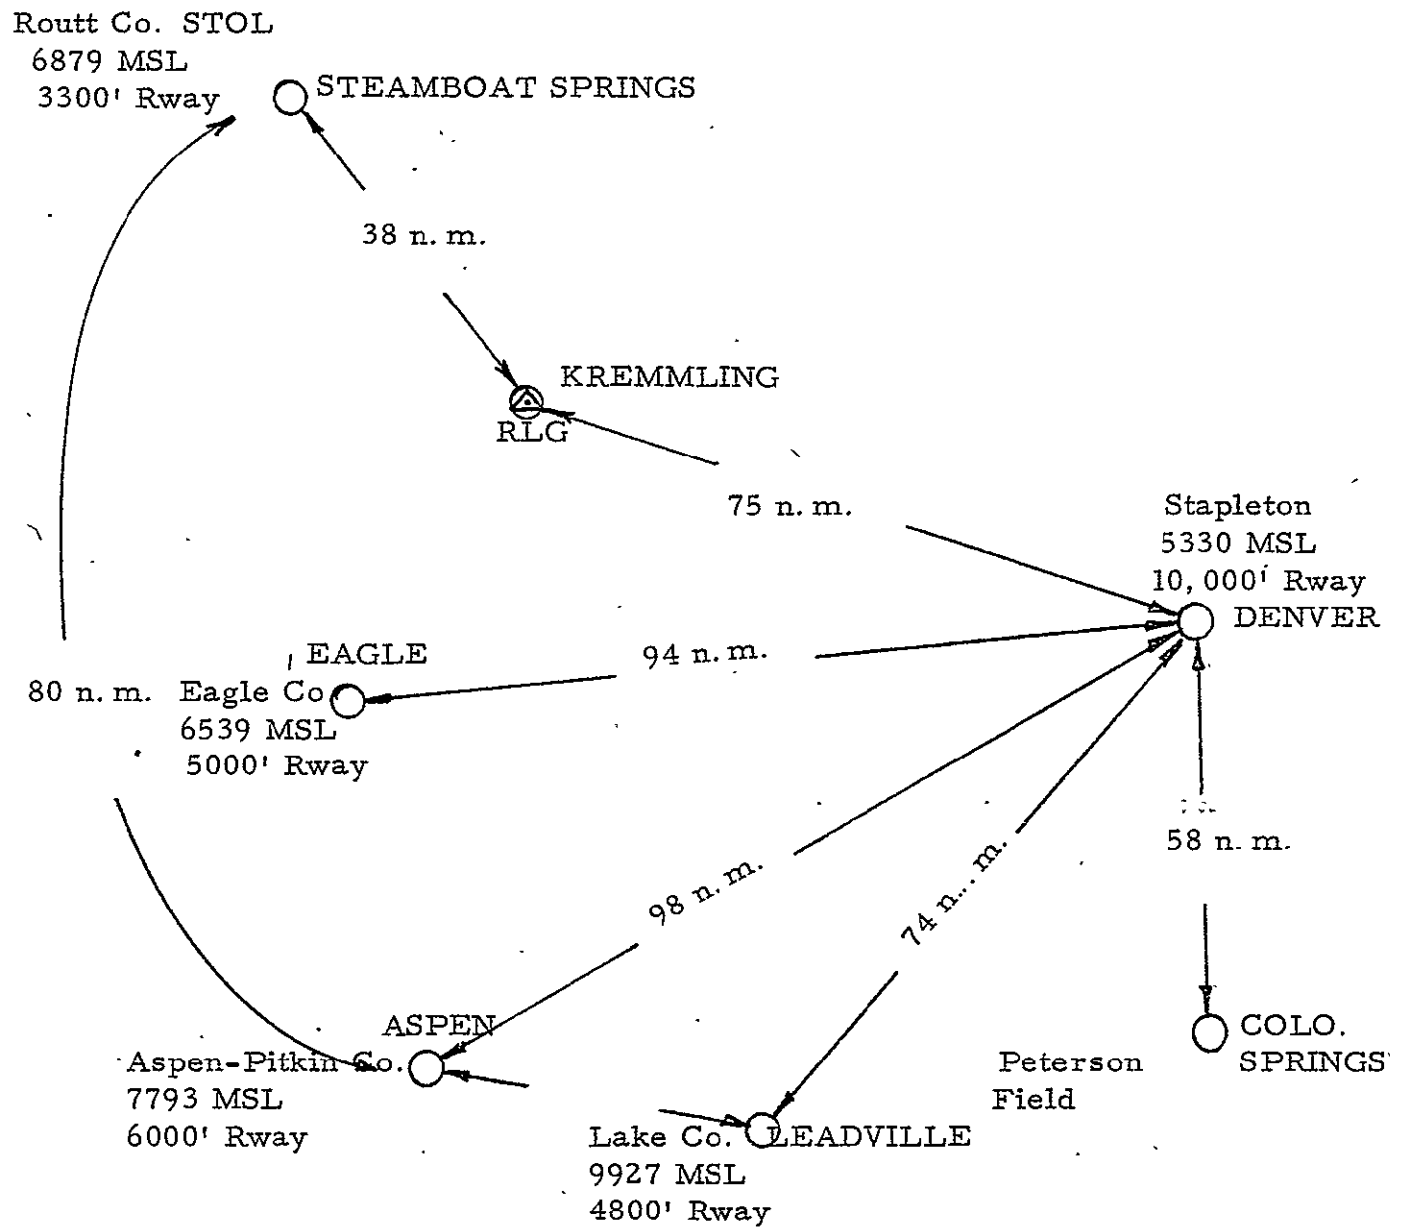 Routt Co. STOL
6879 MSL
3300' Rway
STEAMBOAT SPRINGS
38 n. m.
KREMMLING
RLG
75 n. m.
Stapleton
5330 MSL
10, 000' Rway
DENVER
EAGLE
94 n. m.
80 n. m.
Eagle Co
6539 MSL
5000' Rway
58 n. m.
98 n. m.
74 n... m.
ASPEN
Aspen-Pitkin Co.
7793 MSL
6000' Rway
COLO.
SPRINGS
Peterson
Field
Lake Co.
LEADVILLE
9927 MSL
4800' Rway